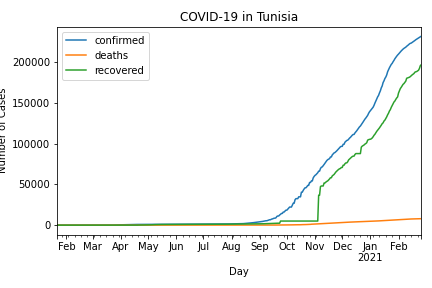 COVID-19 in Tunisia
confirmed
deaths
recovered
200000
150000
100000
50000
0
Number of Cases
Feb Mar Apr May Jun Jul Aug Sep Oct Nov Dec Jan Feb
2021
Day